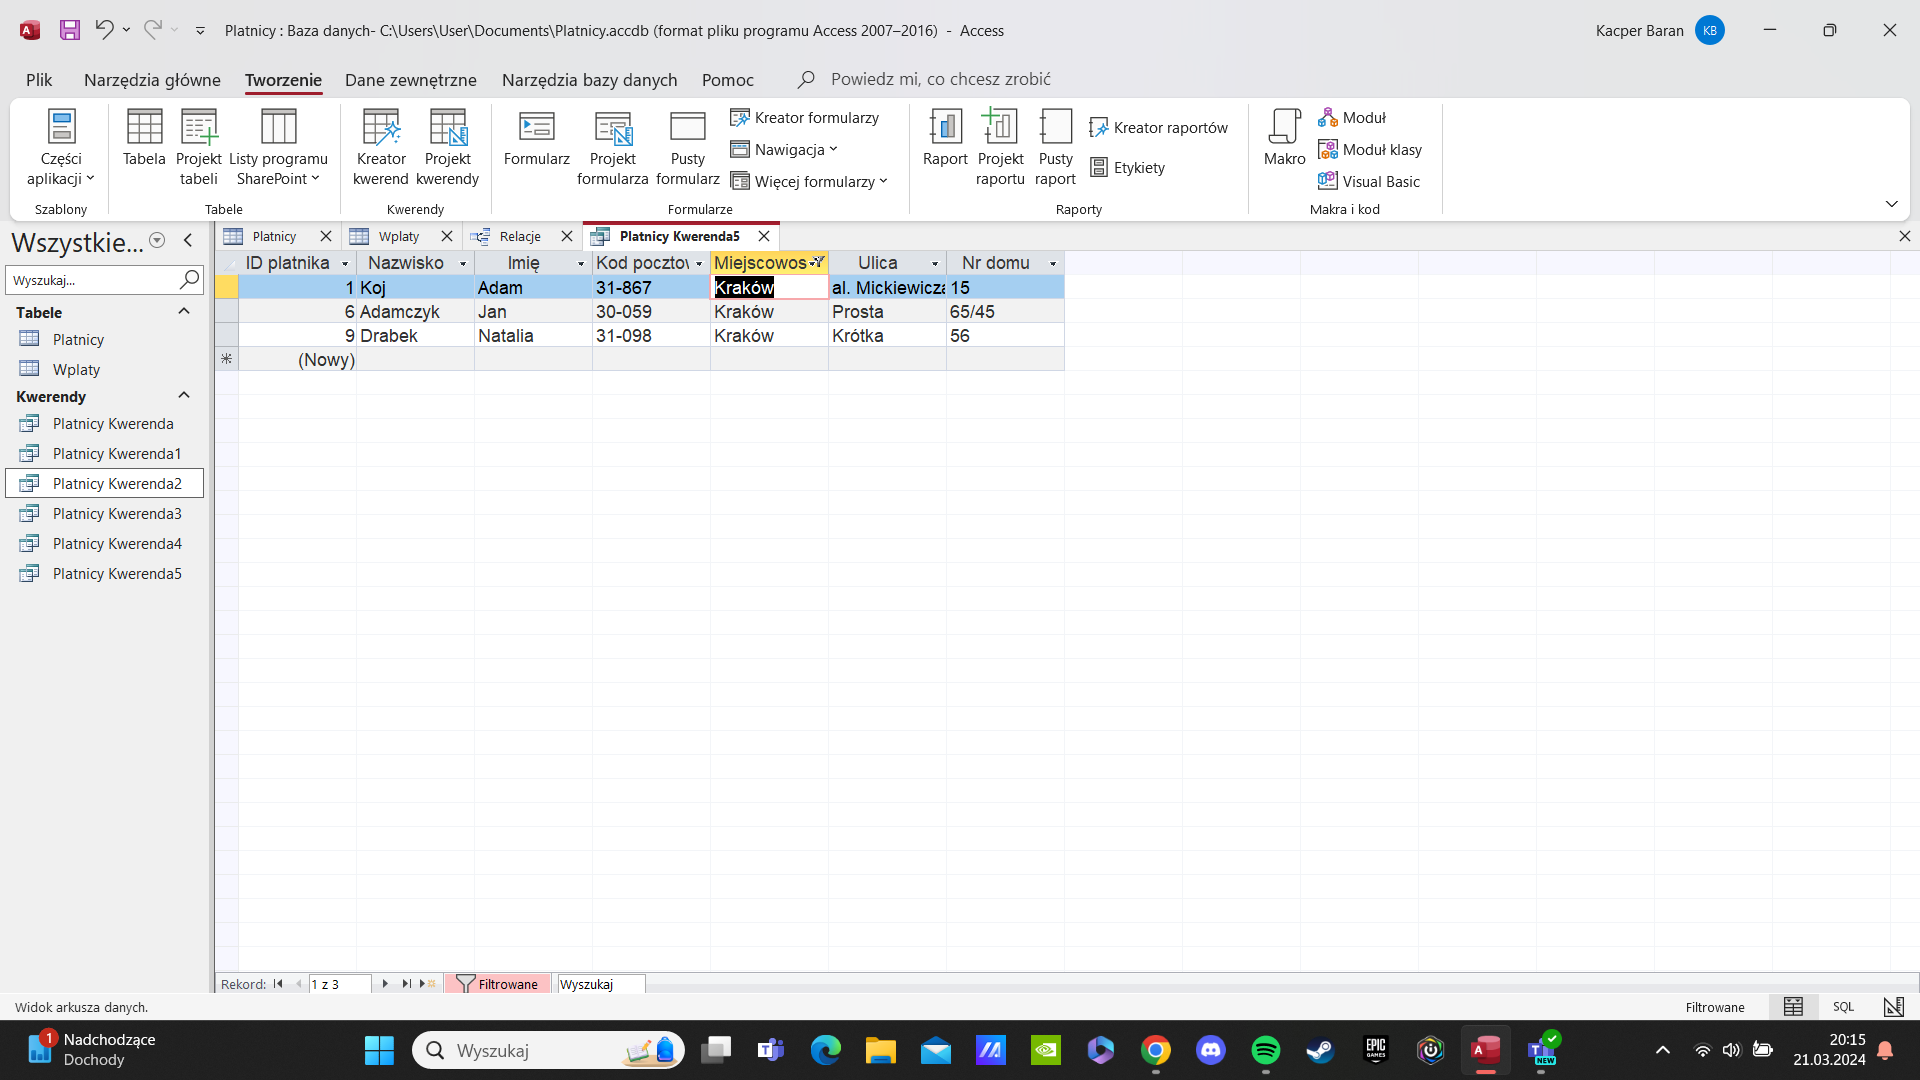 Platnicy : Baza danych- C:\Users\User\Documents\Platnicy.accdb (format pliku programu Access 2007–2016) - Access
Kacper Baran
KB
Plik
Narzędzia główne
Tworzenie
Dane zewnętrzne
Narzędzia bazy danych
Pomoc
Powiedz mi, co chcesz zrobić
Części
aplikacji
Szablony
Tabela
Projekt
tabeli
Listy programu
SharePoint
Tabele
Kreator
kwerend
Projekt
kwerendy
Kwerendy
Formularz
Projekt
formularza
Pusty
formularz
Kreator formularzy
Nawigacja
Więcej formularzy
Formularze
Raport
Projekt
raportu
Pusty
raport
Kreator raportów
Etykiety
Raporty
Makro
Moduł
Moduł klasy
Visual Basic
Makra i kod
Wszystkie...
Wyszukaj...
Tabele
Platnicy
Wplaty
Kwerendy
Platnicy Kwerenda
Platnicy Kwerenda1
Platnicy Kwerenda2
Platnicy Kwerenda3
Platnicy Kwerenda4
Platnicy Kwerenda5
Platnicy
Wplaty
Relacje
Platnicy Kwerenda5
ID platnika Nazwisko Imię Kod pocztow Miejscowos Ulica Nr domu
1 Koj Adam 31-867 Kraków al. Mickiewicza 15
6 Adamczyk Jan 30-059 Kraków Prosta 65/45
9 Drabek Natalia 31-098 Kraków Krótka 56
(Nowy)
Rekord: 1 z 3 Filtrowane Wyszukaj
Widok arkusza danych.
Filtrowane
SQL
1
Nadchodzące
Dochody
Wyszukaj
EPIC
GAMES
NEW
20:15
21.03.2024